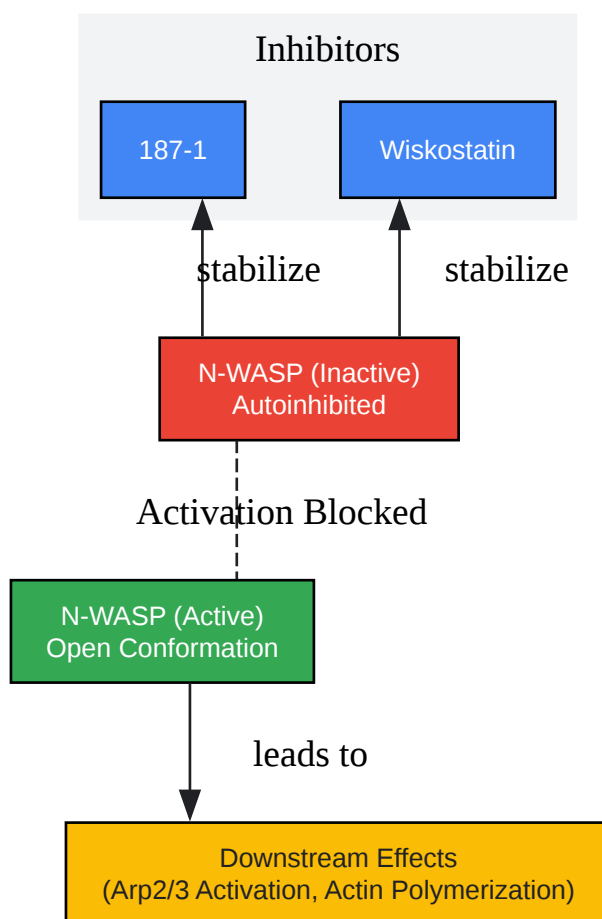 Inhibitors
187-1
Wiskostatin
stabilize
stabilize
N-WASP (Inactive)
Autoinhibited
Activation Blocked
N-WASP (Active)
Open Conformation
leads to
Downstream Effects
(Arp2/3 Activation, Actin Polymerization)